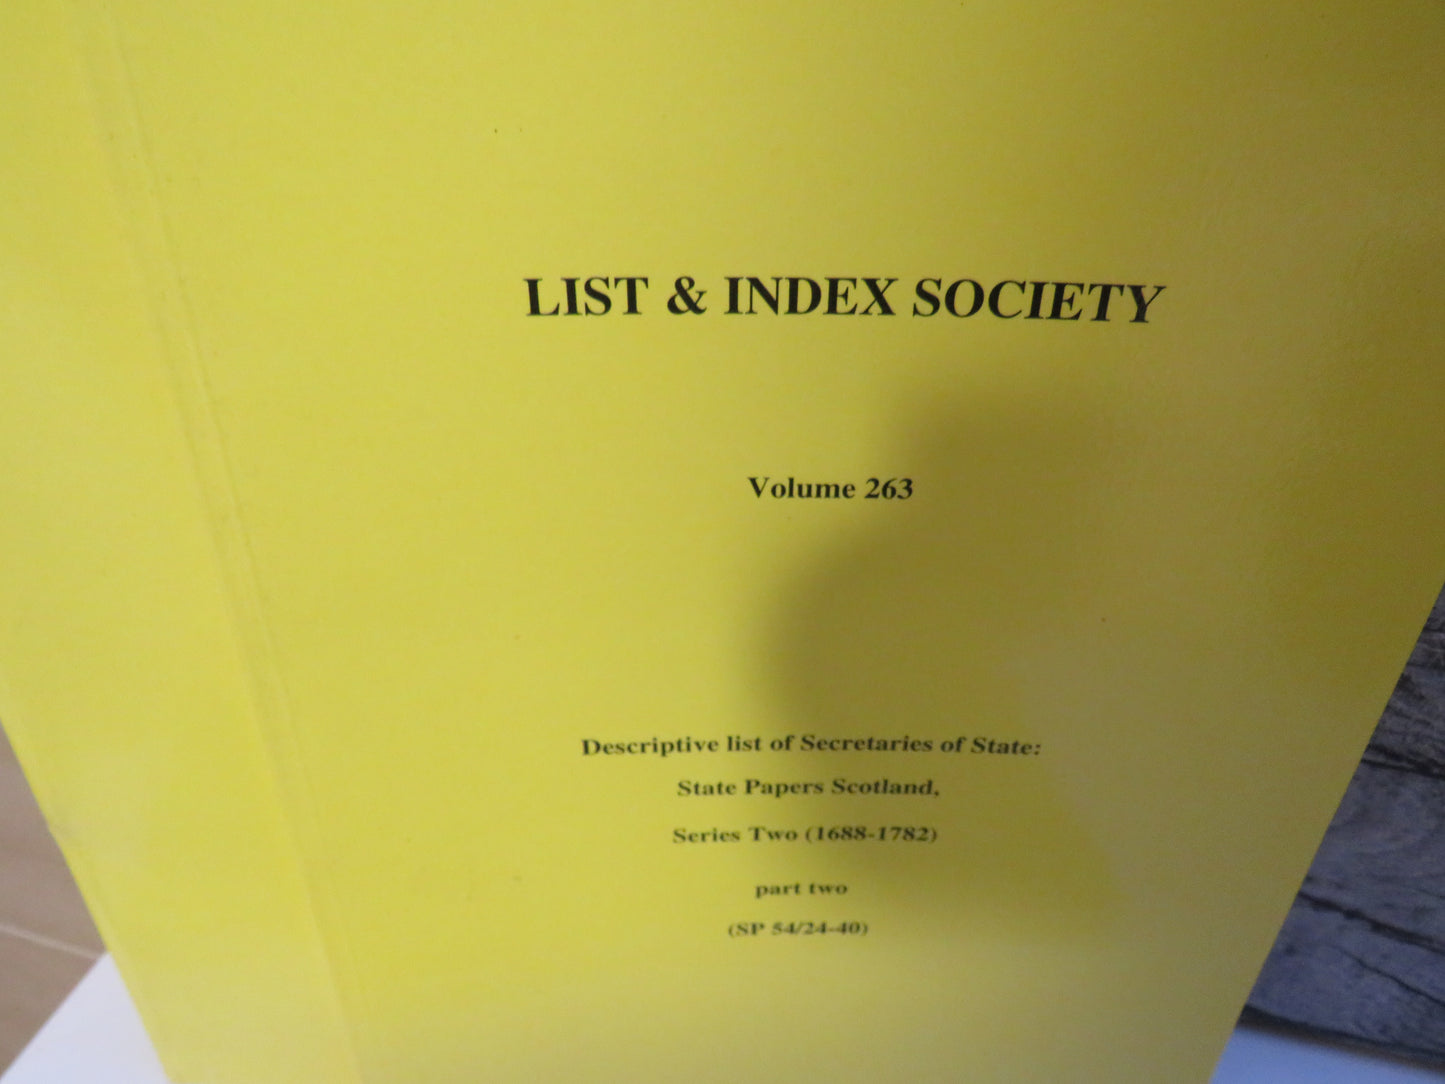 LIST & INDEX SOCIETY
Volume 263
Descriptive list of Secretaries of State:
State Papers Scotland,
Series Two (1688-1782)
part two
(SP 54/24-40)